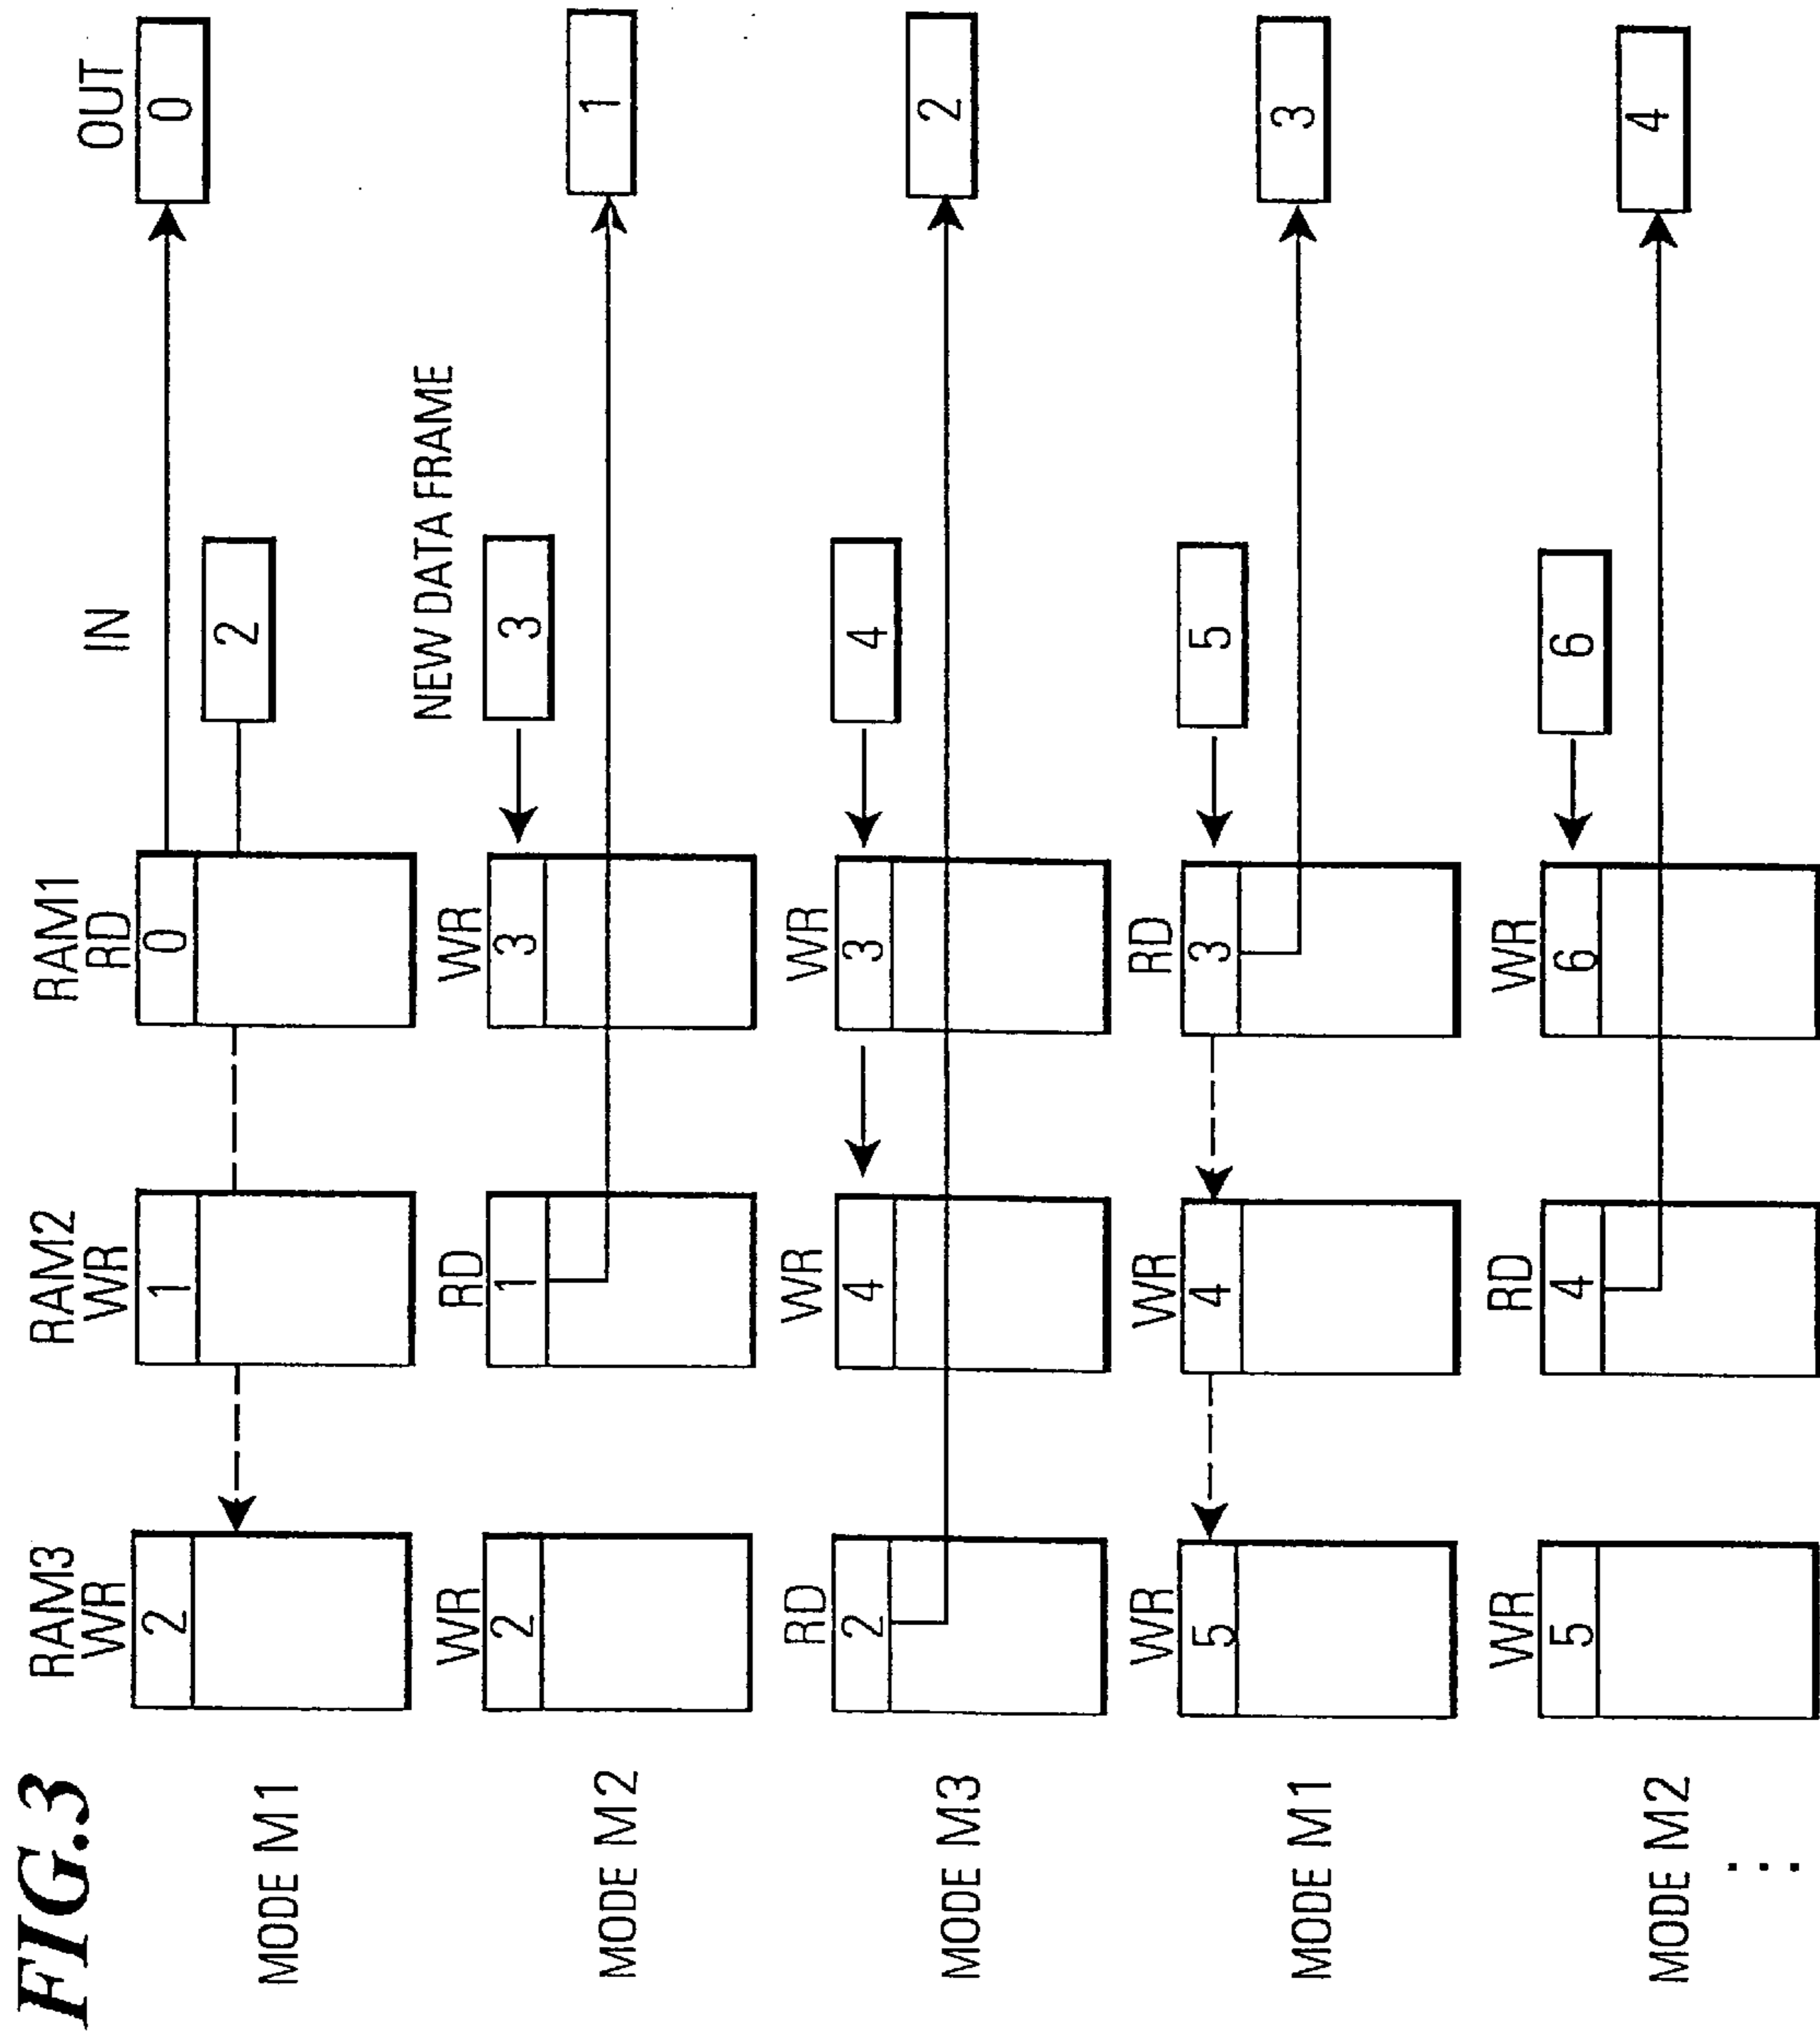 FIG.3
RAM3 RAM2 RAM1 IN OUT
WR WR RD
MODE M1 2 1 0 2 0
NEW DATA FRAME
WR RD WR
MODE M2 2 1 3 3 1
RD WR WR
MODE M3 2 4 3 4 2
WR WR RD
MODE M1 5 4 3 5 3
WR RD WR
MODE M2 5 4 6 6 4